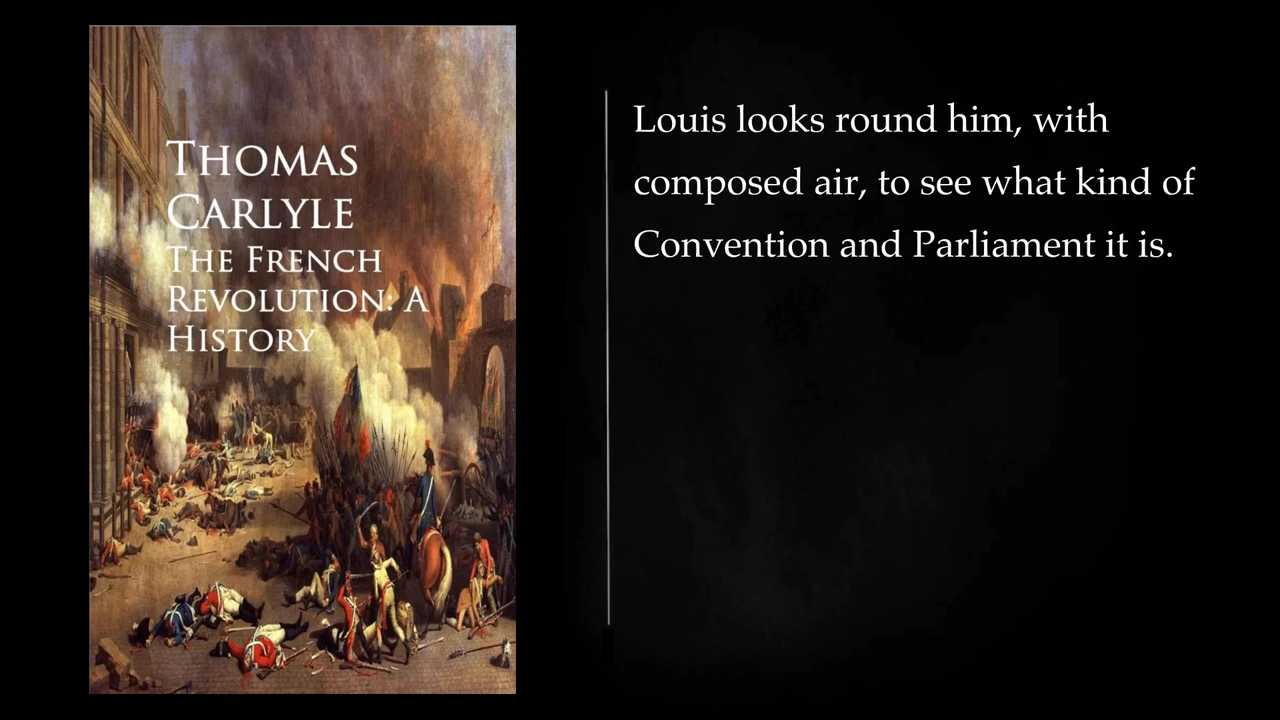 THOMAS
CARLYLE
THE FRENCH
REVOLUTION: A
HISTORY
Louis looks round him, with
composed air, to see what kind of
Convention and Parliament it is.